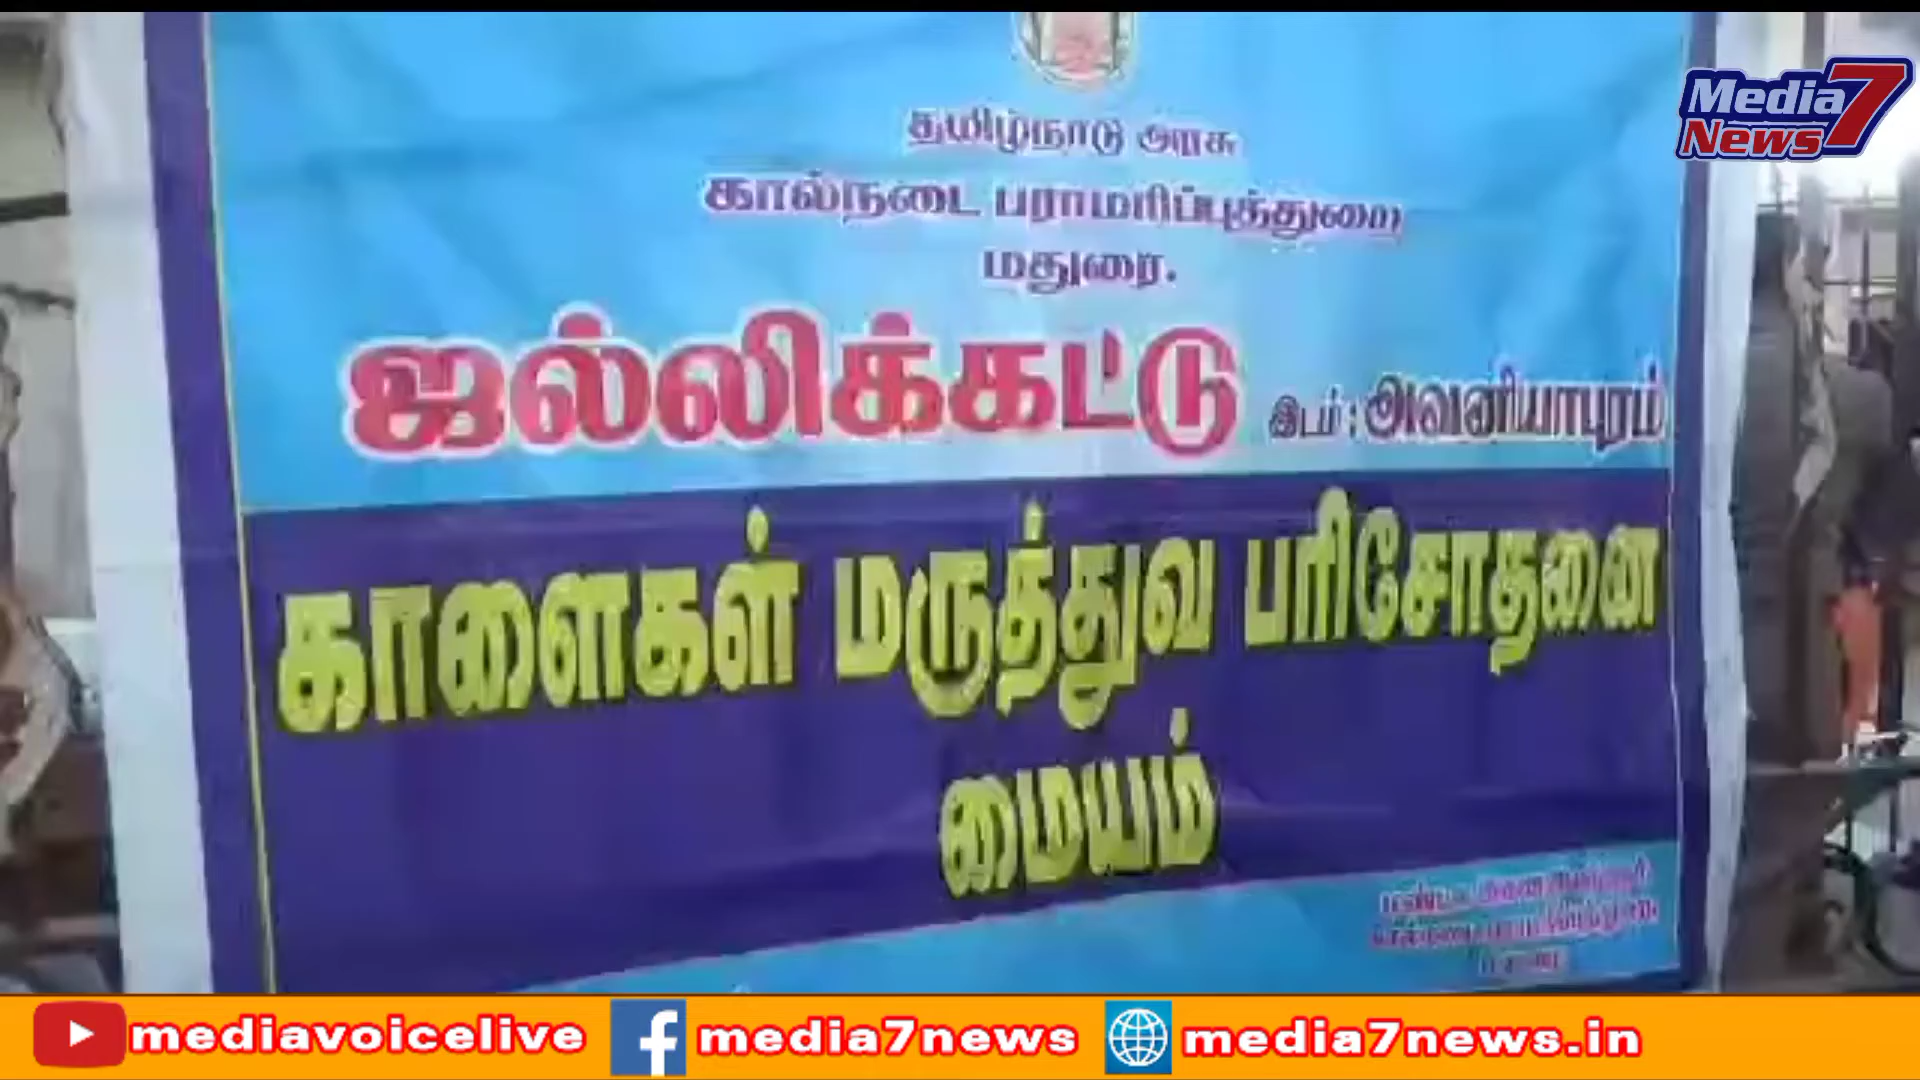 தமிழ்நாடு அரசு
கால்நடை பராமரிப்புத்துறை
மதுரை.
ஜல்லிக்கட்டு இடம் : அவனியாபுரம்
காளைகள் மருத்துவ பரிசோதனை
மையம்
Media 7
News
mediavoicelive media7news media7news.in